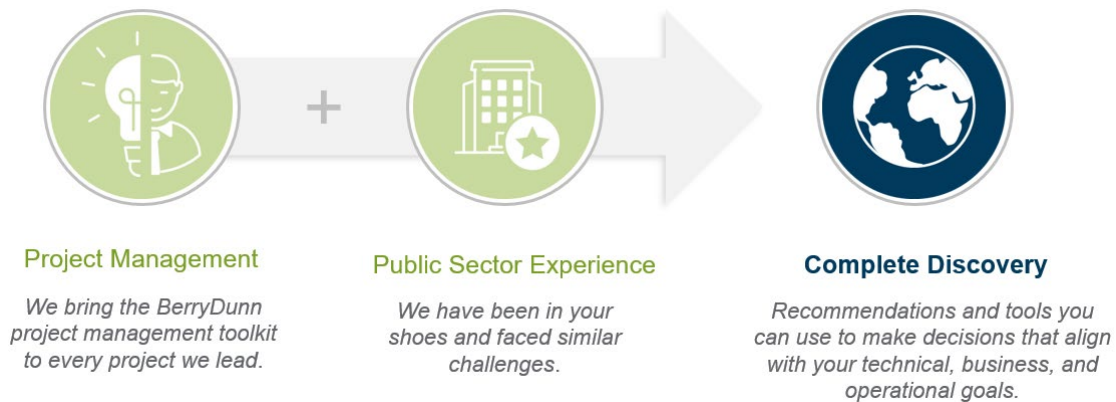 +
Project Management
We bring the BerryDunn
project management toolkit
to every project we lead.
Public Sector Experience
We have been in your
shoes and faced similar
challenges.
Complete Discovery
Recommendations and tools you
can use to make decisions that align
with your technical, business, and
operational goals.